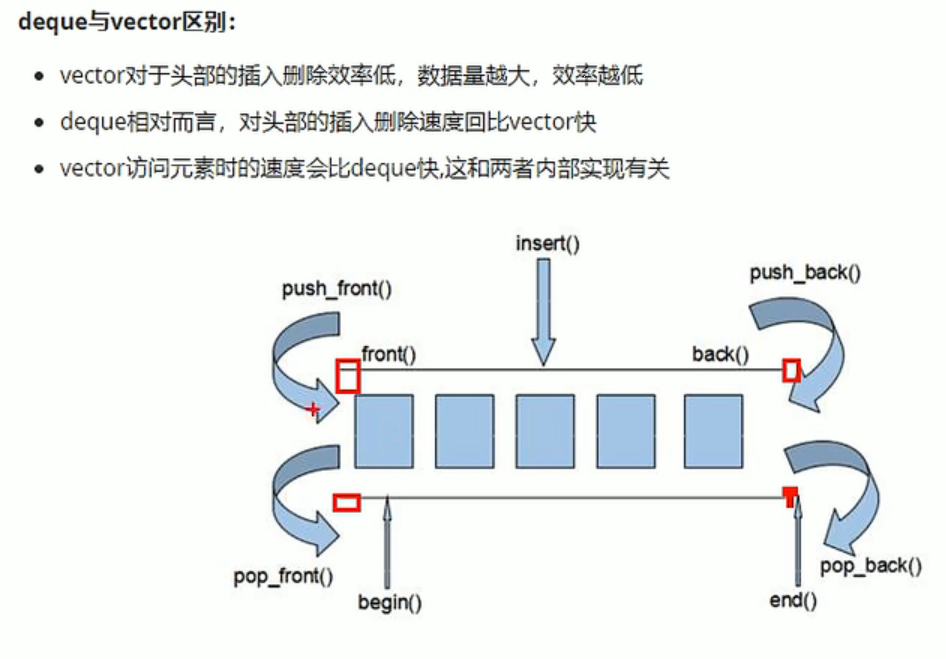 deque与vector区别：
vector对于头部的插入删除效率低，数据量越大，效率越低
deque相对而言，对头部的插入删除速度回比vector快
vector访问元素时的速度会比deque快,这和两者内部实现有关
insert()
push_front()
push_back()
front()
back()
pop_front()
begin()
end()
pop_back()